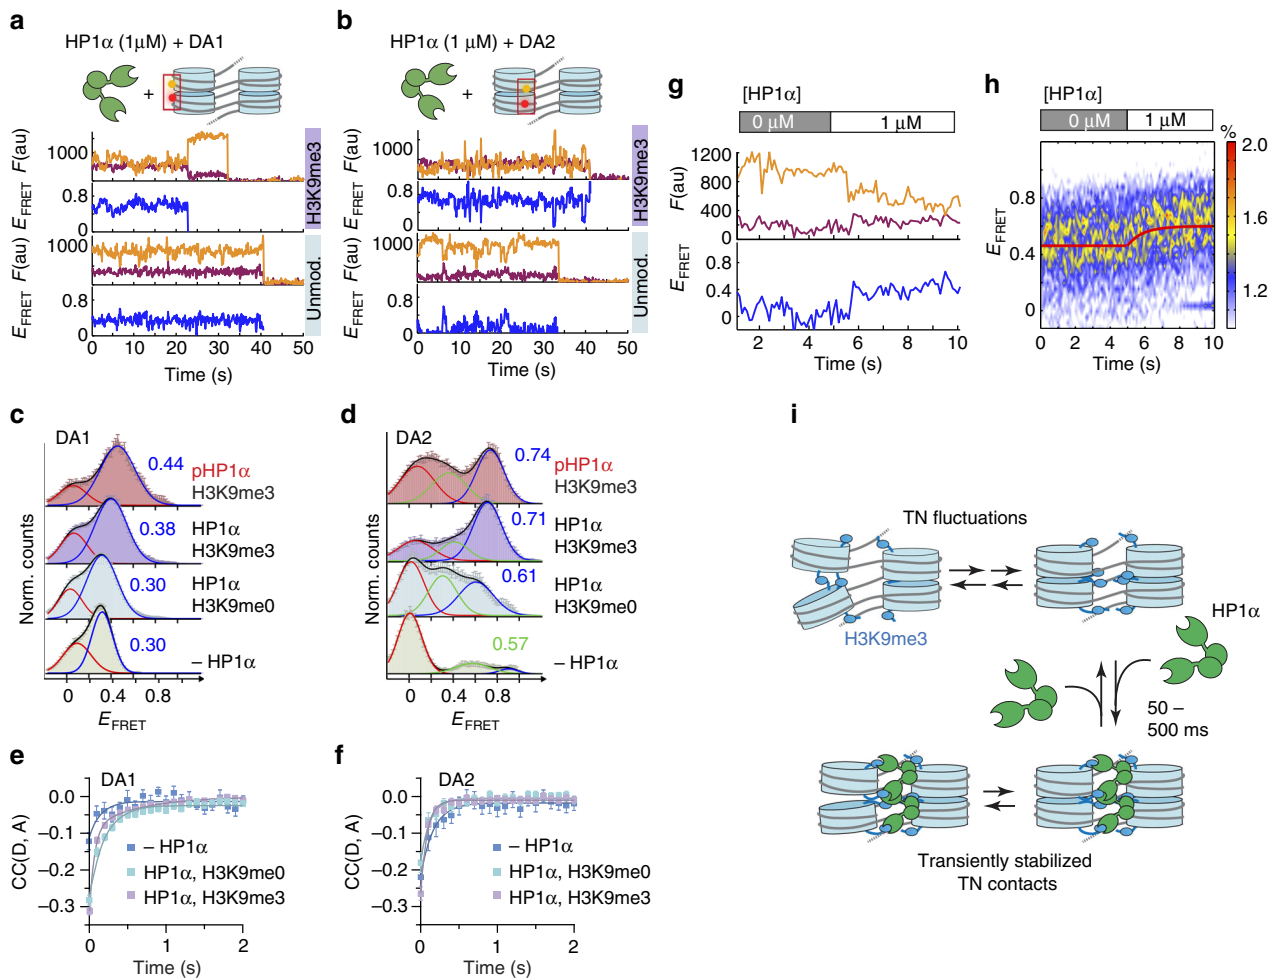 a
HP1α (1μM) + DA1
+
1000
F(au)
0.8
0
E_FRET
H3K9me3
1000
F(au)
0.8
0
E_FRET
Unmod.
0 10 20 30 40 50
Time (s)
b
HP1α (1 μM) + DA2
+
1000
F(au)
0.8
0
E_FRET
H3K9me3
1000
F(au)
0.8
0
E_FRET
Unmod.
0 10 20 30 40 50
Time (s)
g
[HP1α]
0 μM 1 μM
1200
800
400
0
F(au)
0.8
0.4
0
E_FRET
2 4 6 8 10
Time (s)
h
[HP1α]
0 μM 1 μM
%
2.0
1.6
1.2
0.8
0.4
0
E_FRET
0 2 4 6 8 10
Time (s)
c
DA1
0.44
pHP1α
H3K9me3
0.38
HP1α
H3K9me3
0.30
HP1α
H3K9me0
0.30
– HP1α
Norm. counts
0 0.4 0.8
E_FRET
d
DA2
0.74
pHP1α
H3K9me3
0.71
HP1α
H3K9me3
0.61
HP1α
H3K9me0
0.57
– HP1α
Norm. counts
0 0.4 0.8
E_FRET
e
DA1
0.0
–0.1
–0.2
–0.3
CC(D, A)
– HP1α
HP1α, H3K9me0
HP1α, H3K9me3
0 1 2
Time (s)
f
DA2
0.0
–0.1
–0.2
–0.3
CC(D, A)
– HP1α
HP1α, H3K9me0
HP1α, H3K9me3
0 1 2
Time (s)
i
TN fluctuations
H3K9me3
HP1α
50 –
500 ms
Transiently stabilized
TN contacts